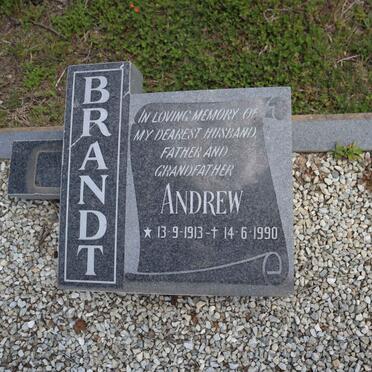 BRANDT
IN LOVING MEMORY OF
MY DEAREST HUSBAND,
FATHER AND
GRANDFATHER
ANDREW
★ 13-9-1913 - ✝ 14-6-1990